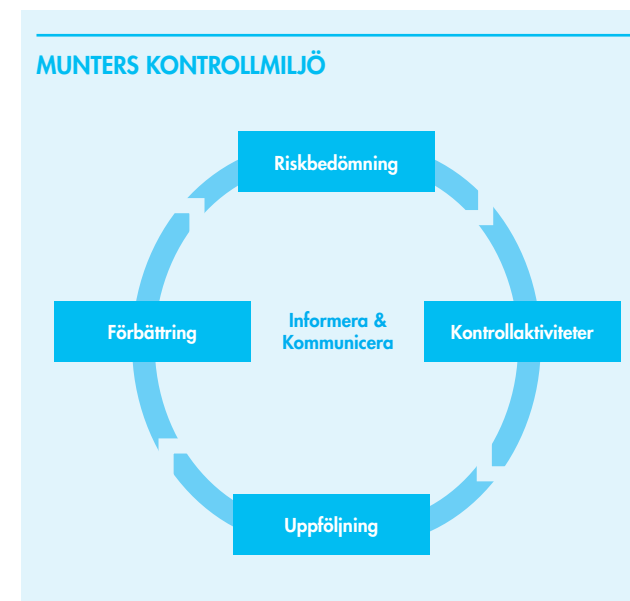 MUNTERS KONTROLLMILJÖ
Riskbedömning
Förbättring
Informera &
Kommunicera
Kontrollaktiviteter
Uppföljning